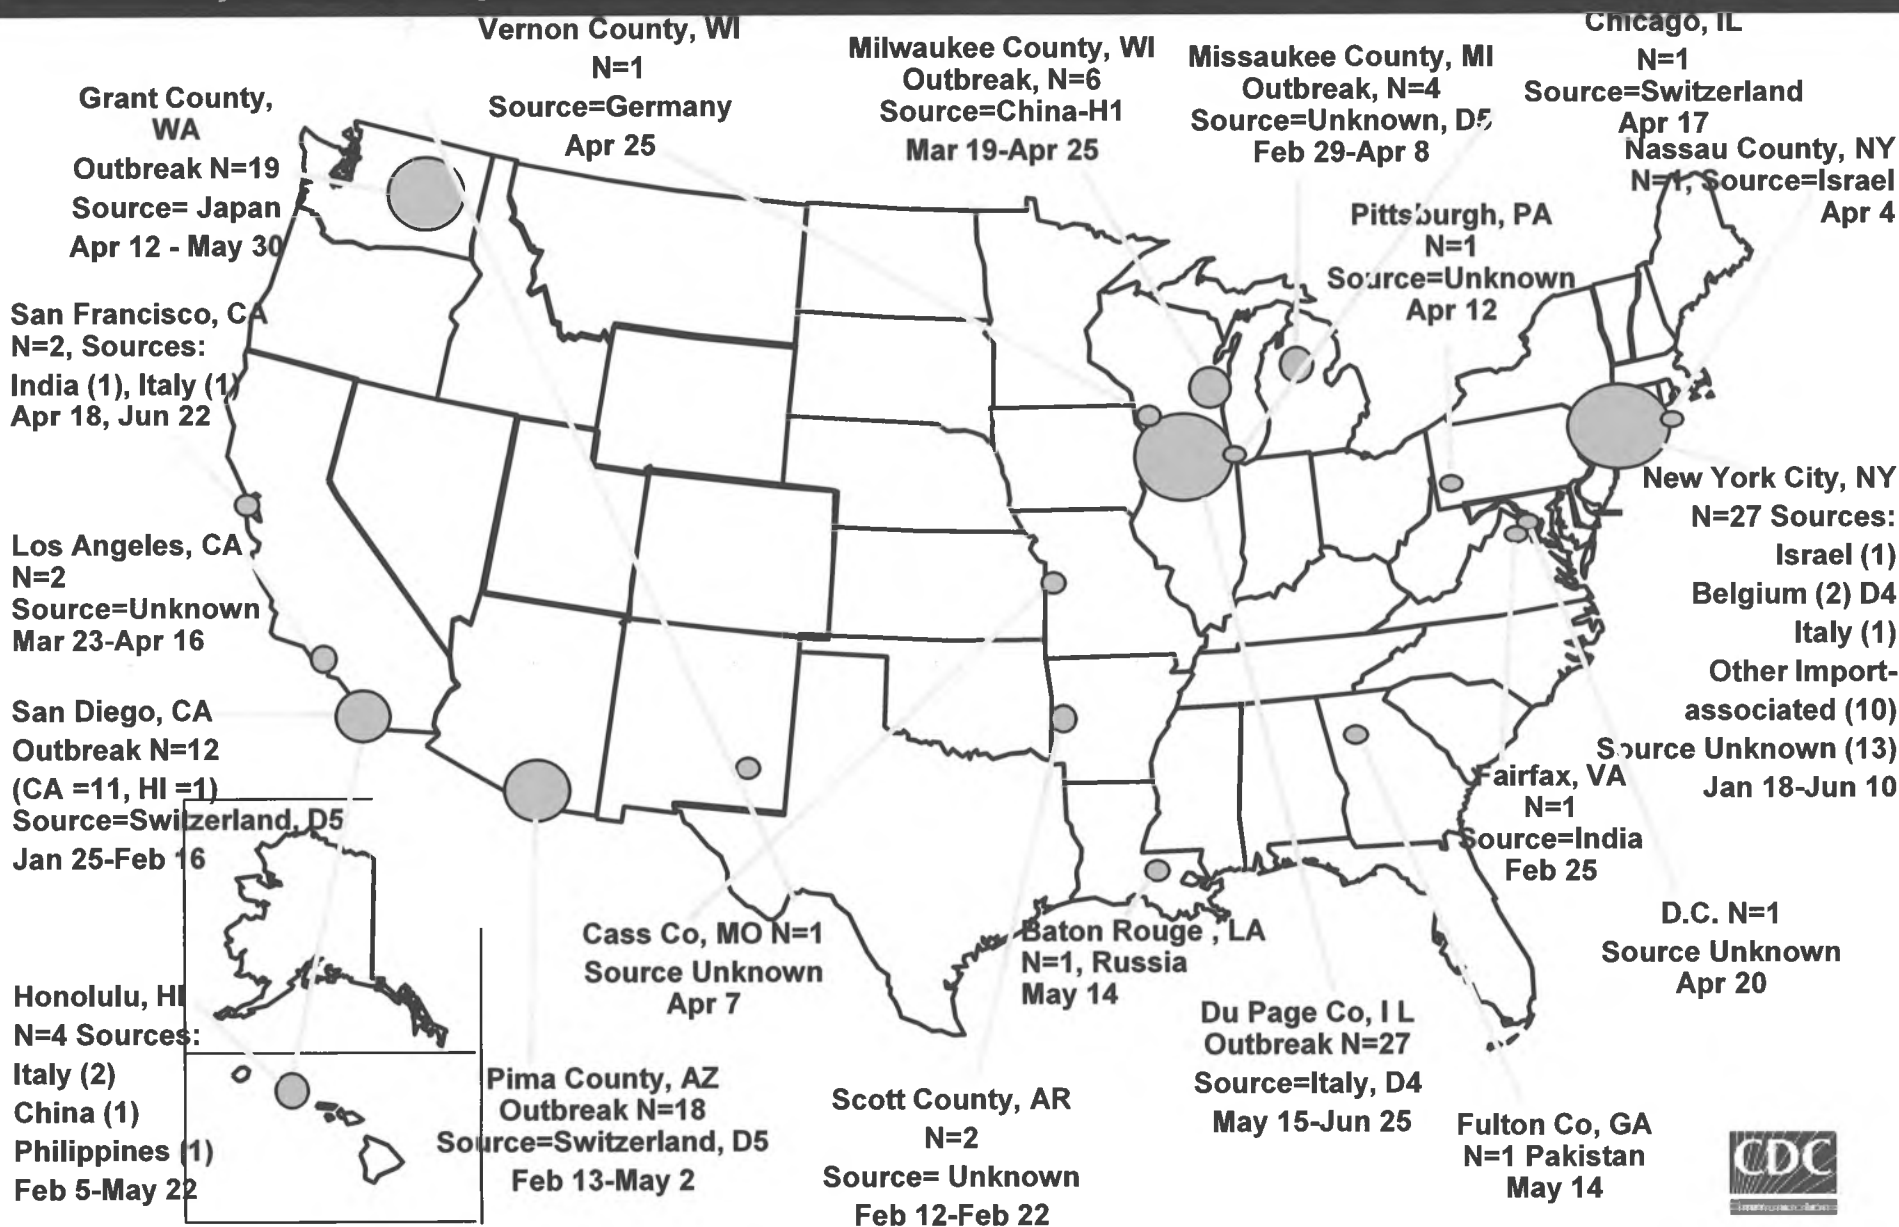 Vernon County, WI
N=1
Source=Germany
Apr 25
Milwaukee County, WI
Outbreak, N=6
Source=China-H1
Mar 19-Apr 25
Missaukee County, MI
Outbreak, N=4
Source=Unknown, D5
Feb 29-Apr 8
Chicago, IL
N=1
Source=Switzerland
Apr 17
Nassau County, NY
N=1, Source=Israel
Apr 4
Grant County,
WA
Outbreak N=19
Source= Japan
Apr 12 - May 30
Pittsburgh, PA
N=1
Source=Unknown
Apr 12
San Francisco, CA
N=2, Sources:
India (1), Italy (1)
Apr 18, Jun 22
Los Angeles, CA
N=2
Source=Unknown
Mar 23-Apr 16
New York City, NY
N=27 Sources:
Israel (1)
Belgium (2) D4
Italy (1)
Other Import-
associated (10)
Source Unknown (13)
Jan 18-Jun 10
San Diego, CA
Outbreak N=12
(CA =11, HI =1)
Source=Switzerland, D5
Jan 25-Feb 16
Fairfax, VA
N=1
Source=India
Feb 25
D.C. N=1
Source Unknown
Apr 20
Cass Co, MO N=1
Source Unknown
Apr 7
Baton Rouge , LA
N=1, Russia
May 14
Honolulu, HI
N=4 Sources:
Italy (2)
China (1)
Philippines (1)
Feb 5-May 22
Pima County, AZ
Outbreak N=18
Source=Switzerland, D5
Feb 13-May 2
Scott County, AR
N=2
Source= Unknown
Feb 12-Feb 22
Du Page Co, I L
Outbreak N=27
Source=Italy, D4
May 15-Jun 25
Fulton Co, GA
N=1 Pakistan
May 14
CDC